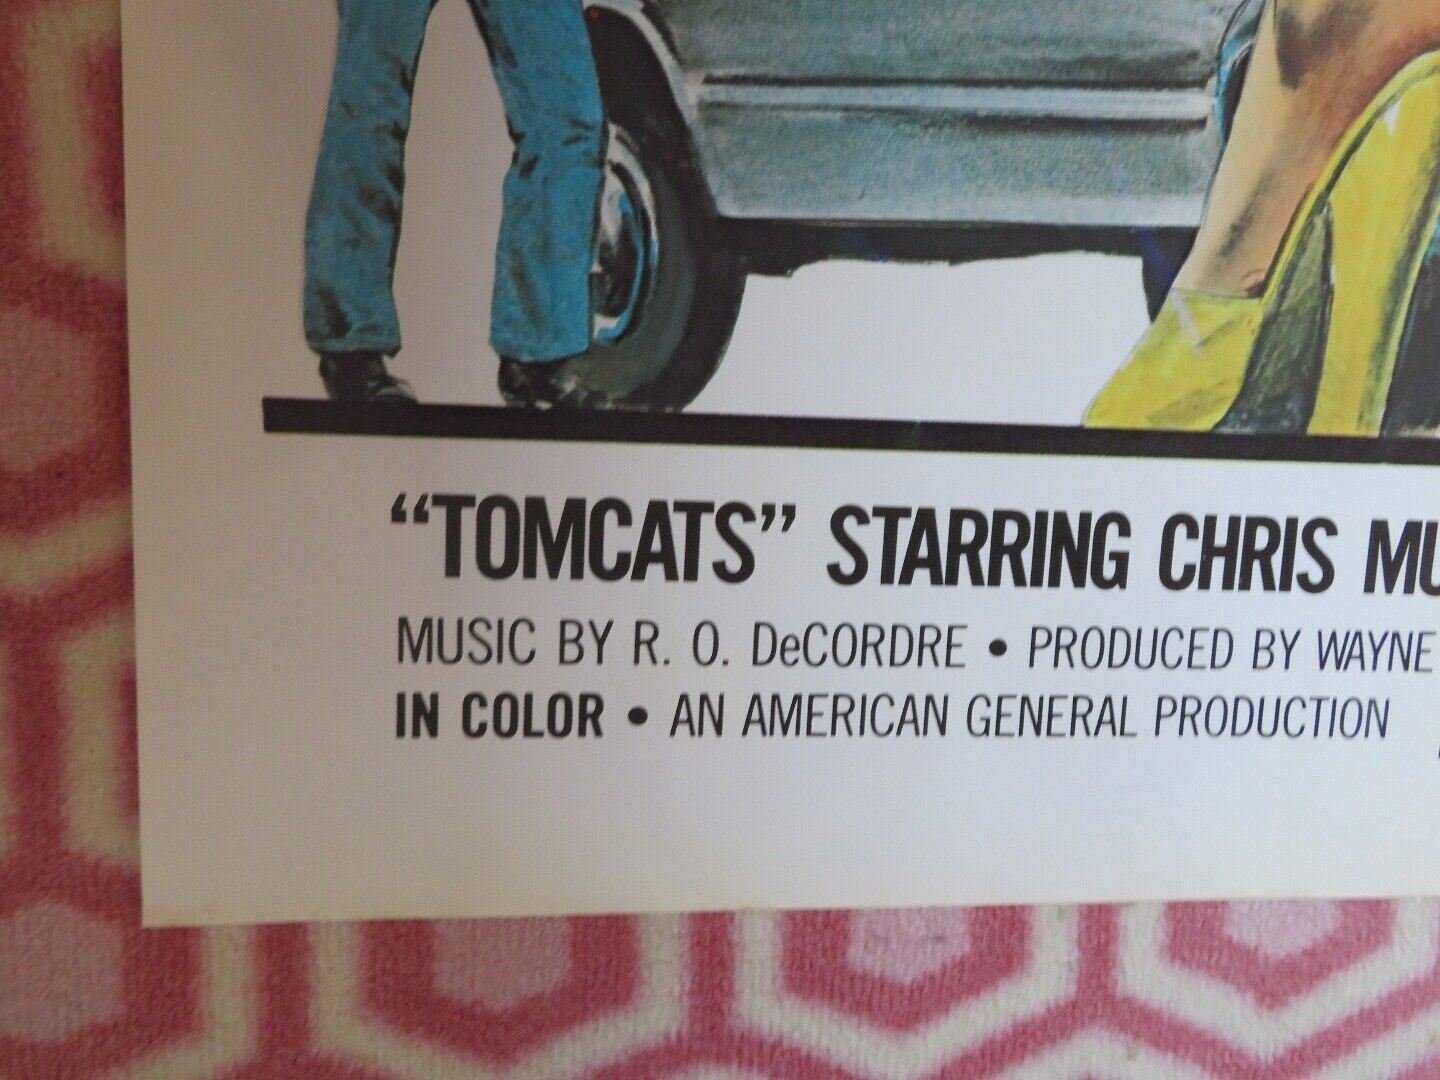 “TOMCATS” STARRING CHRIS MU
MUSIC BY R. O. DeCORDRE • PRODUCED BY WAYNE
IN COLOR • AN AMERICAN GENERAL PRODUCTION